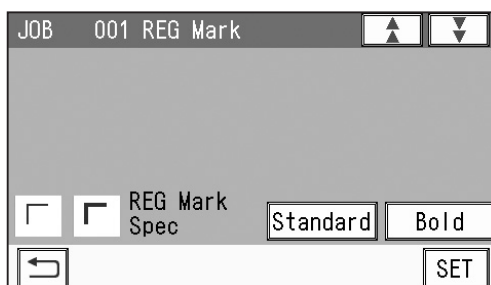 JOB 001 REG Mark
REG Mark
Spec
Standard
Bold
SET